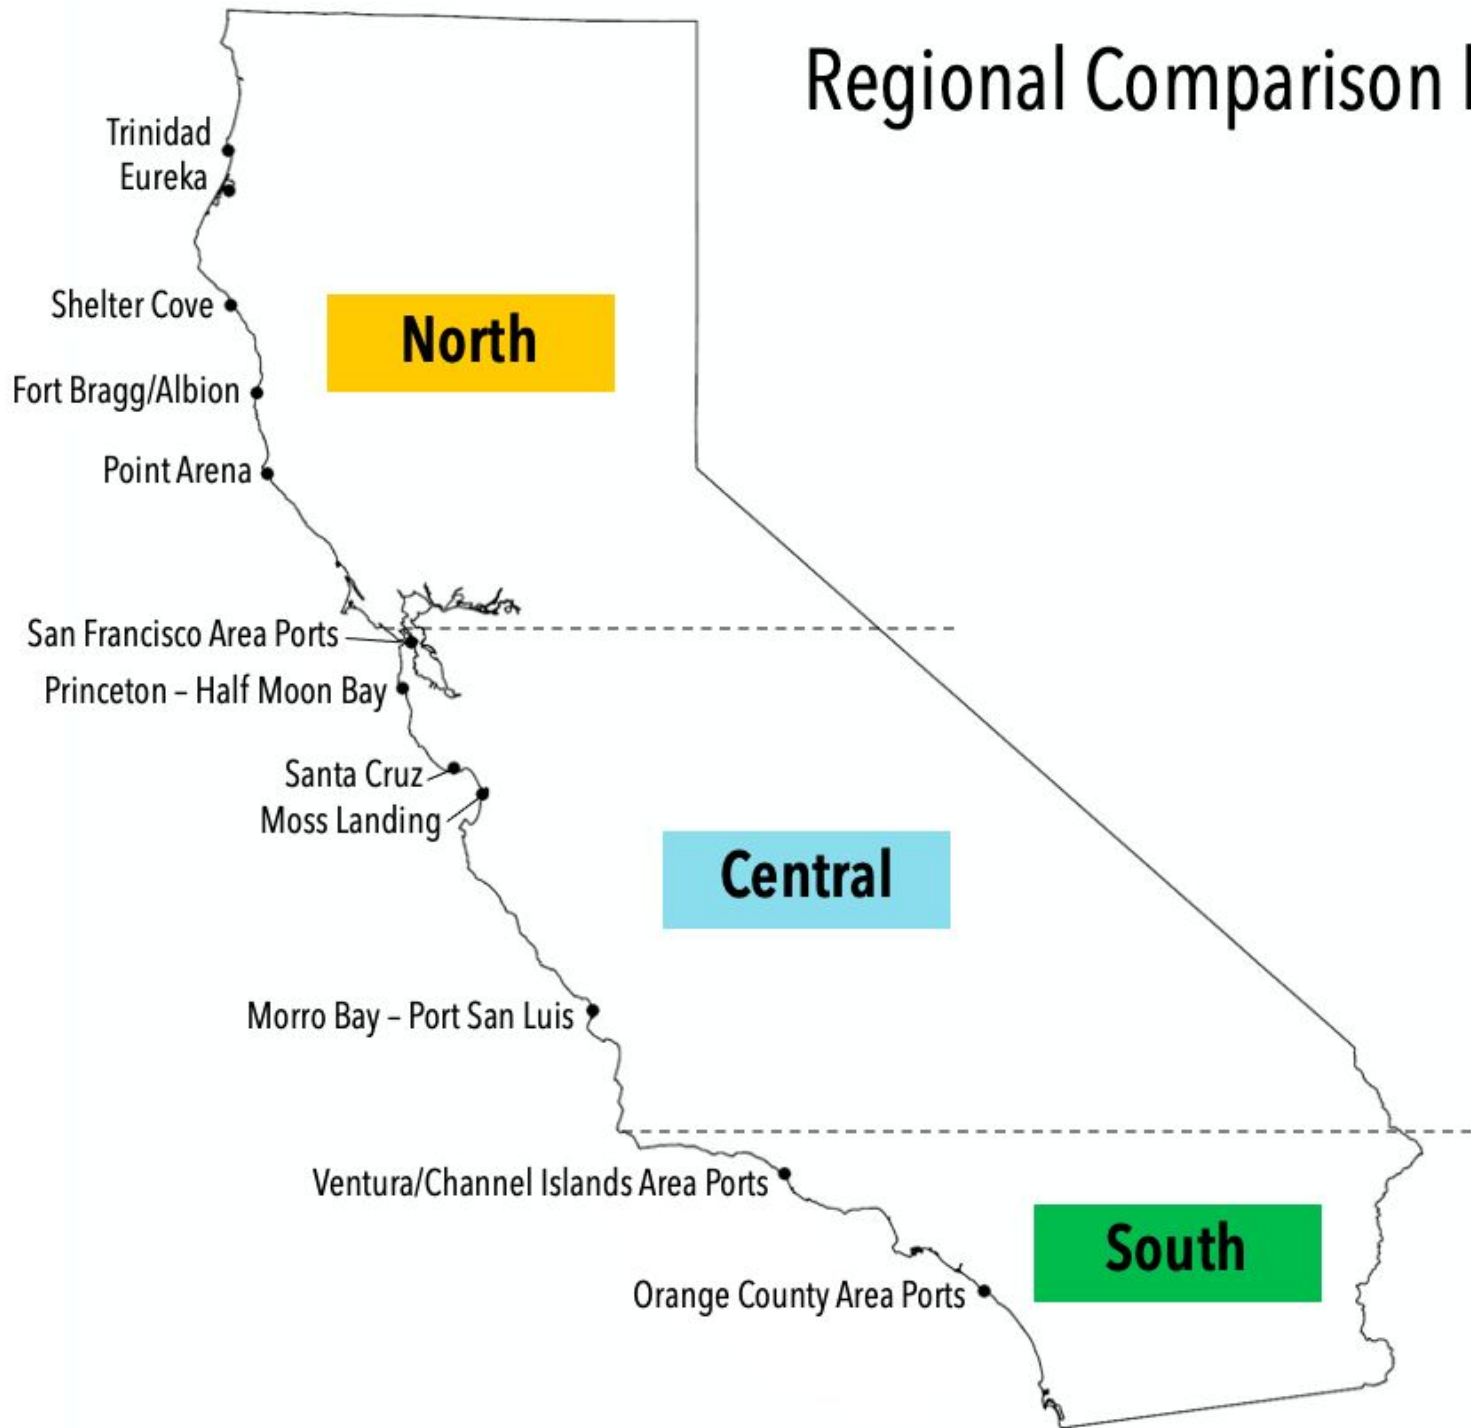 Regional Comparison
Trinidad
Eureka
Shelter Cove
North
Fort Bragg/Albion
Point Arena
San Francisco Area Ports
Princeton – Half Moon Bay
Santa Cruz
Moss Landing
Central
Morro Bay – Port San Luis
Ventura/Channel Islands Area Ports
South
Orange County Area Ports